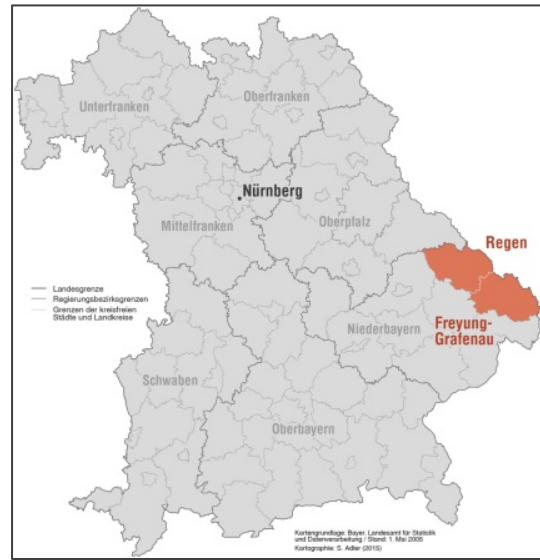 Unterfranken
Oberfranken
Nürnberg
Mittelfranken
Oberpfalz
Regen
Landesgrenze
Regierungsbezirksgrenzen
Grenzen der kreisfreien
Städte und Landkreise
Niederbayern
Freyung-
Grafenau
Schwaben
Oberbayern
Kartengrundlage: Bayer. Landesamt für Statistik
und Datenverarbeitung / Stand: 1. Mai 2005
Kartographie: S. Adler (2015)